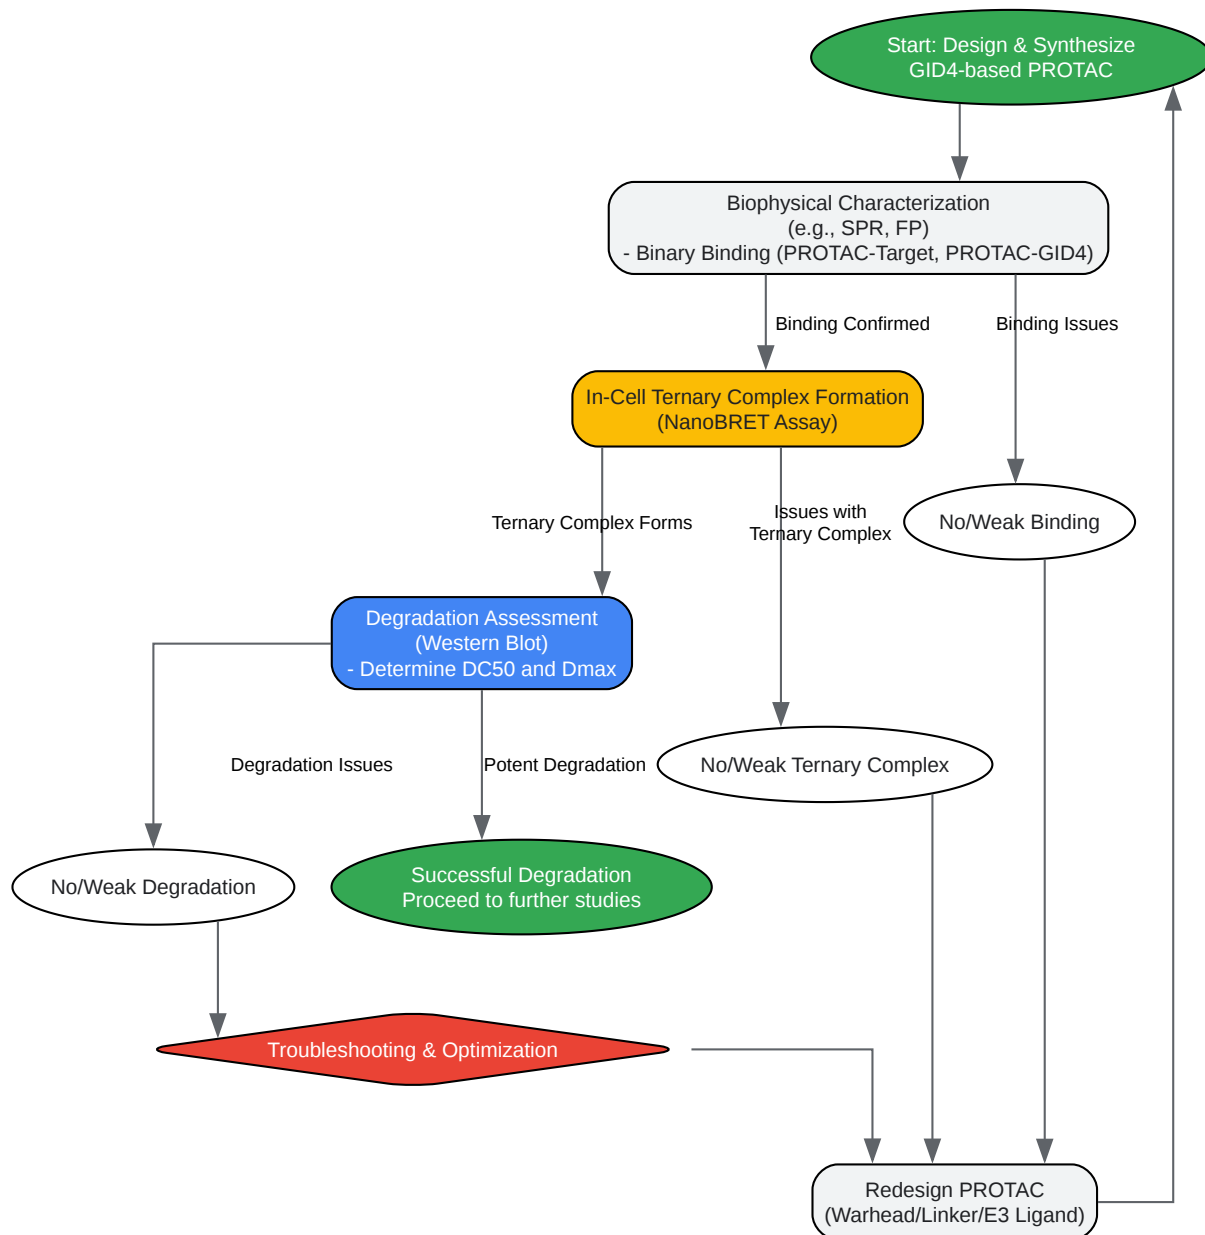 Start: Design & Synthesize
GID4-based PROTAC
Biophysical Characterization
(e.g., SPR, FP)
- Binary Binding (PROTAC-Target, PROTAC-GID4)
Binding Confirmed
Binding Issues
In-Cell Ternary Complex Formation
(NanoBRET Assay)
Ternary Complex Forms
Issues with
Ternary Complex
No/Weak Binding
Degradation Assessment
(Western Blot)
- Determine DC50 and Dmax
Degradation Issues
Potent Degradation
No/Weak Ternary Complex
No/Weak Degradation
Successful Degradation
Proceed to further studies
Troubleshooting & Optimization
Redesign PROTAC
(Warhead/Linker/E3 Ligand)